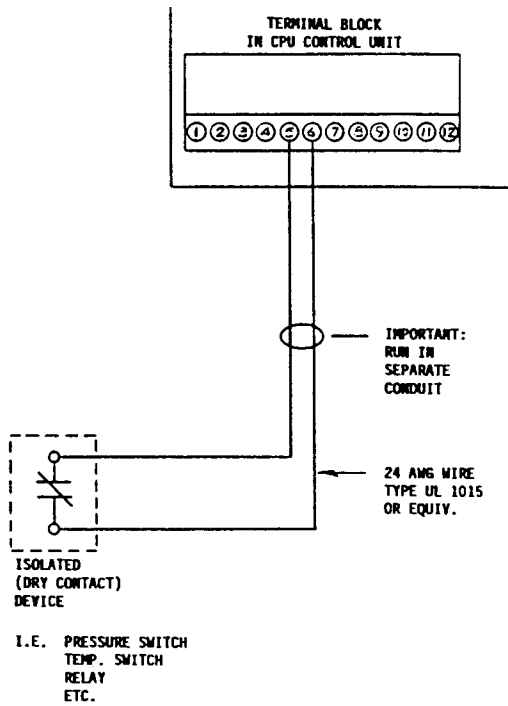 TERMINAL BLOCK
IN CPU CONTROL UNIT
1 2 3 4 5 6 7 8 9 10 11 12
IMPORTANT:
RUN IN
SEPARATE
CONDUIT
24 AWG WIRE
TYPE UL 1015
OR EQUIV.
ISOLATED
(DRY CONTACT)
DEVICE
I.E. PRESSURE SWITCH
TEMP. SWITCH
RELAY
ETC.